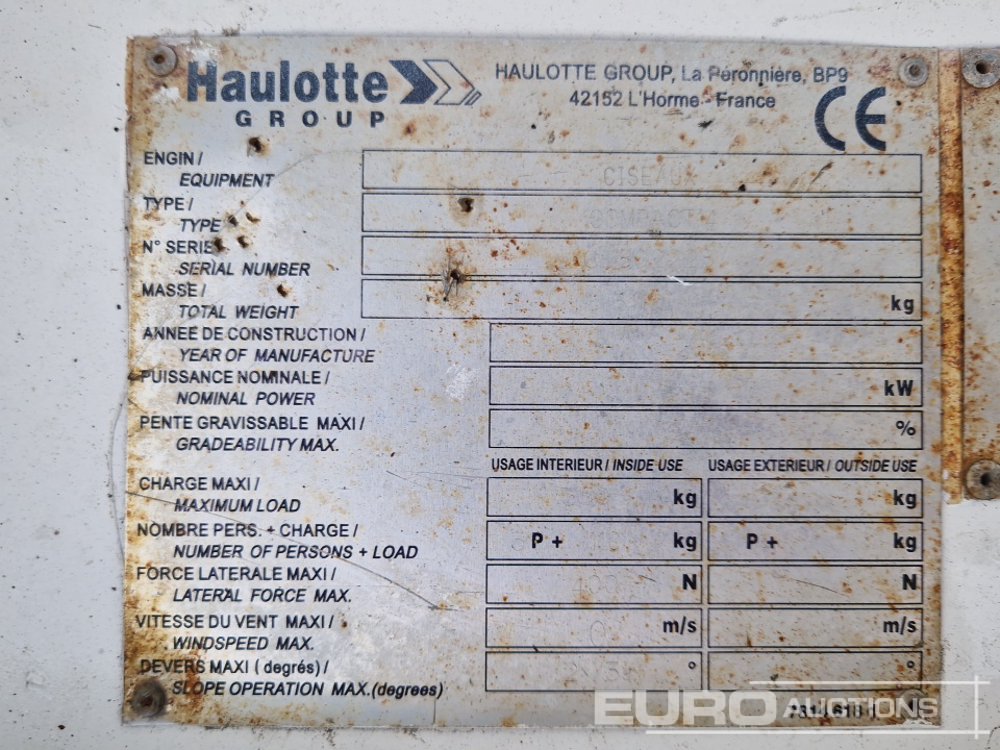 Haulotte
GROUP
HAULOTTE GROUP, La Péronnière, BP9
42152 L'Horme - France
CE
ENGIN /
EQUIPMENT
CISEAU
TYPE /
TYPE
N° SERIE
SERIAL NUMBER
MASSE /
TOTAL WEIGHT
kg
ANNEE DE CONSTRUCTION /
YEAR OF MANUFACTURE
PUISSANCE NOMINALE /
NOMINAL POWER
kW
PENTE GRAVISSABLE MAXI /
GRADEABILITY MAX.
%
USAGE INTERIEUR / INSIDE USE
USAGE EXTERIEUR / OUTSIDE USE
CHARGE MAXI /
MAXIMUM LOAD
kg
kg
NOMBRE PERS. + CHARGE /
NUMBER OF PERSONS + LOAD
P + kg
P + kg
FORCE LATERALE MAXI /
LATERAL FORCE MAX.
N
N
VITESSE DU VENT MAXI /
WINDSPEED MAX.
m/s
m/s
DEVERS MAXI ( degrés) /
SLOPE OPERATION MAX.(degrees)
°
°
EURO AUCTIONS